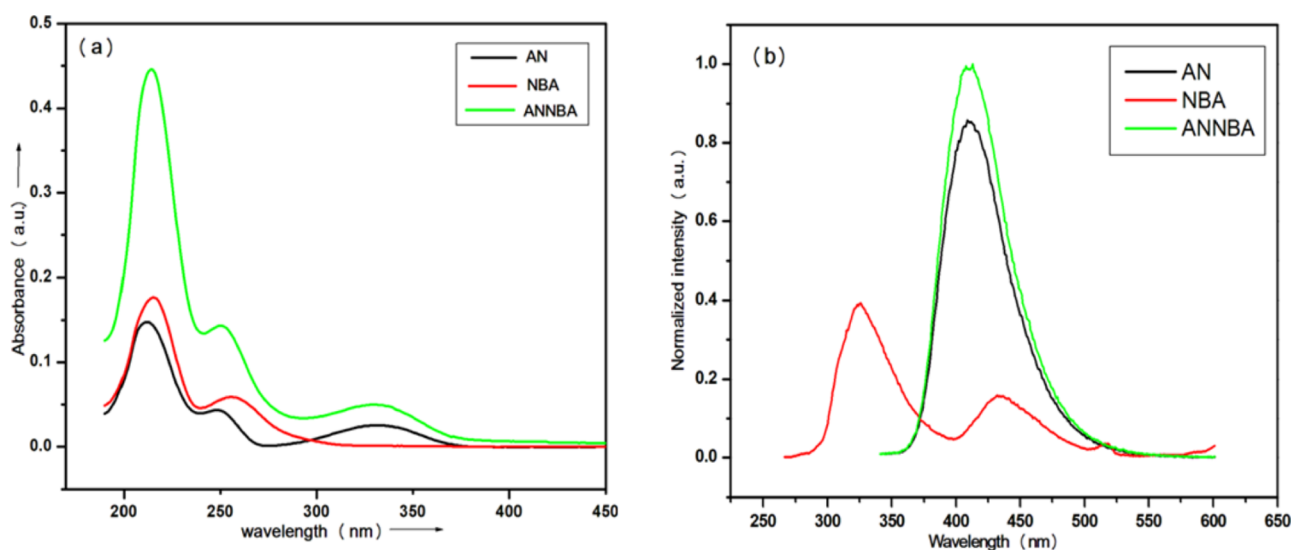 (a)
AN
NBA
ANNBA
0.5
0.4
0.3
0.2
0.1
0.0
Absorbance ( a.u.)
200 250 300 350 400 450
wavelength ( nm )
(b)
AN
NBA
ANNBA
1.0
0.8
0.6
0.4
0.2
0.0
Normalized intensity ( a.u.)
250 300 350 400 450 500 550 600 650
Wavelength ( nm )